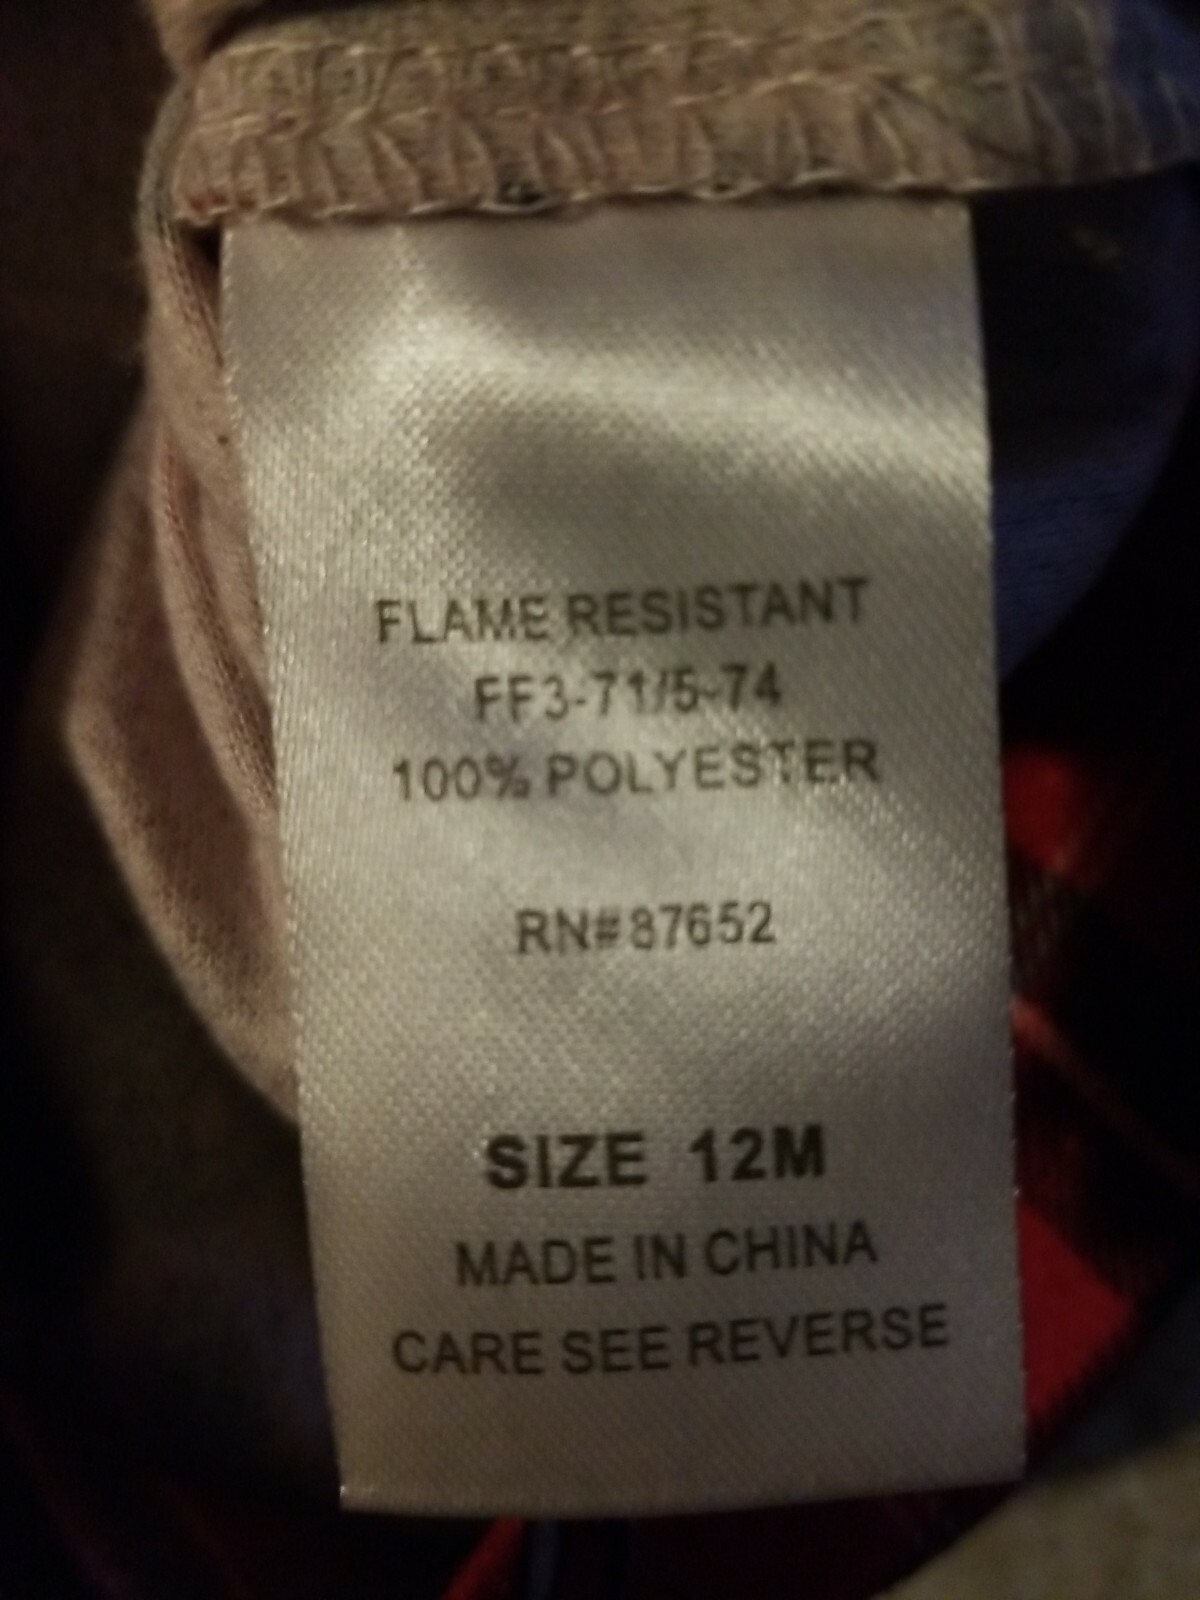 FLAME RESISTANT
FF3-71/5-74
100% POLYESTER
RN#87652
SIZE 12M
MADE IN CHINA
CARE SEE REVERSE